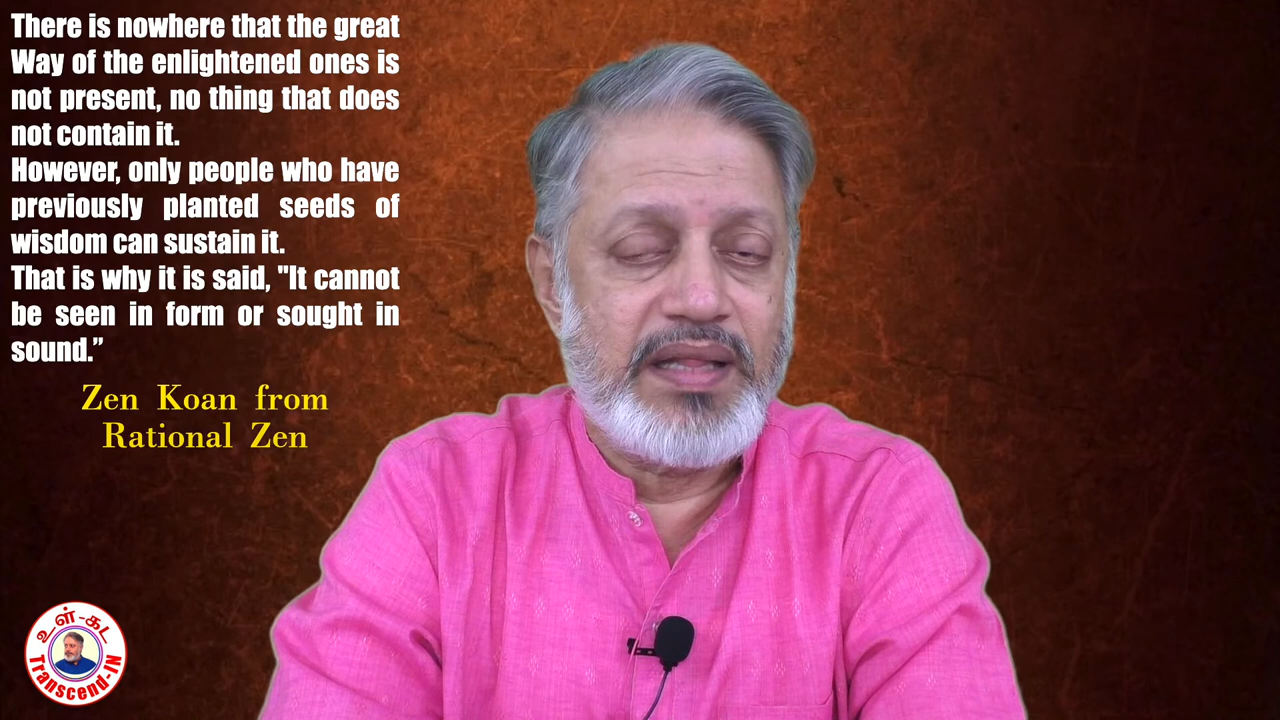 There is nowhere that the great
Way of the enlightened ones is
not present, no thing that does
not contain it.
However, only people who have
previously planted seeds of
wisdom can sustain it.
That is why it is said, "It cannot
be seen in form or sought in
sound.”
Zen Koan from
Rational Zen
உள்-கட
Transcend-IN